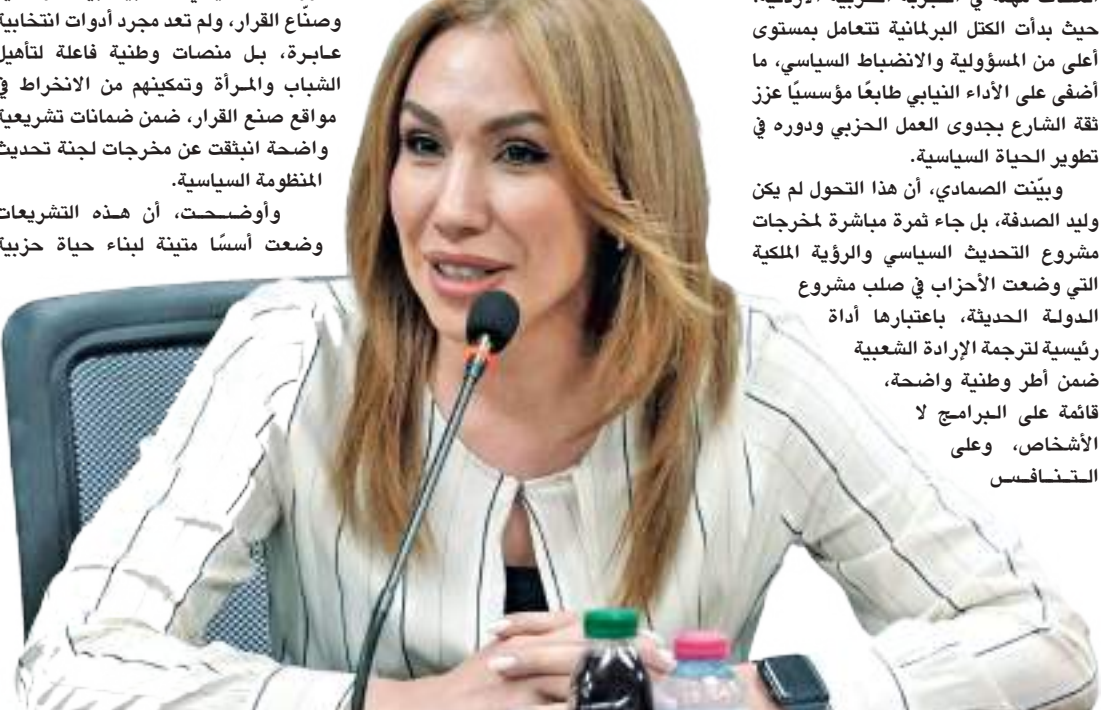 مهمة في التجربة الحزبية الأردنية،
حيث بدأت الكتل البرلمانية تتعامل بمستوى
أعلى من المسؤولية والانضباط السياسي، ما
أضفى على الأداء النيابي طابعًا مؤسسيًا عزز
ثقة الشارع بجدوى العمل الحزبي ودوره في
تطوير الحياة السياسية.
وبيّنت الصمادي، أن هذا التحول لم يكن
وليد الصدفة، بل جاء ثمرة مباشرة لمخرجات
مشروع التحديث السياسي والرؤية الملكية
التي وضعت الأحزاب في صلب مشروع
الدولة الحديثة، باعتبارها أداة
رئيسية لترجمة الإرادة الشعبية
ضمن أطر وطنية واضحة،
قائمة على البرامج لا
الأشخاص، وعلى
التنافس
وصنّاع القرار، ولم تعد مجرد أدوات انتخابية
عابرة، بل منصات وطنية فاعلة لتأهيل
الشباب والمرأة وتمكينهم من الانخراط في
مواقع صنع القرار، ضمن ضمانات تشريعية
واضحة انبثقت عن مخرجات لجنة تحديث
المنظومة السياسية.
وأوضحت، أن هذه التشريعات
وضعت أسسًا متينة لبناء حياة حزبية